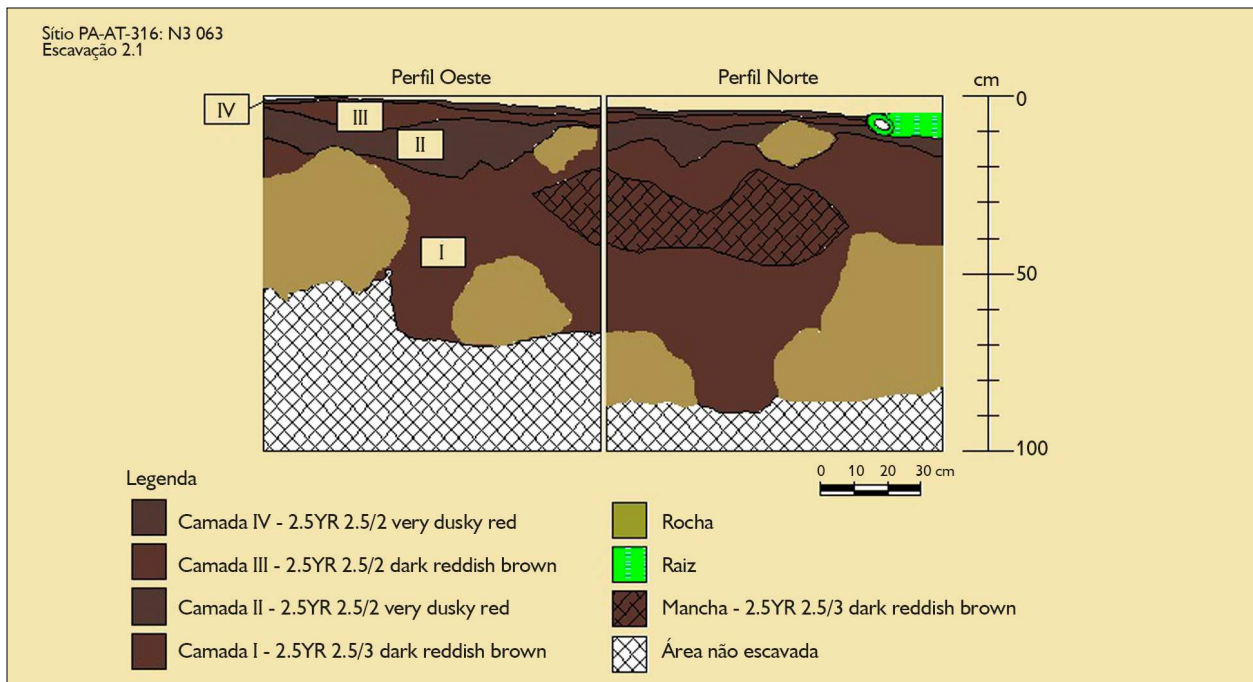 Sítio PA-AT-316: N3 063
Escavação 2.1
Perfil Oeste
Perfil Norte
cm
IV
III
II
I
0
50
100
0 10 20 30 cm
Legenda
Camada IV - 2.5YR 2.5/2 very dusky red
Camada III - 2.5YR 2.5/2 dark reddish brown
Camada II - 2.5YR 2.5/2 very dusky red
Camada I - 2.5YR 2.5/3 dark reddish brown
Rocha
Raiz
Mancha - 2.5YR 2.5/3 dark reddish brown
Área não escavada